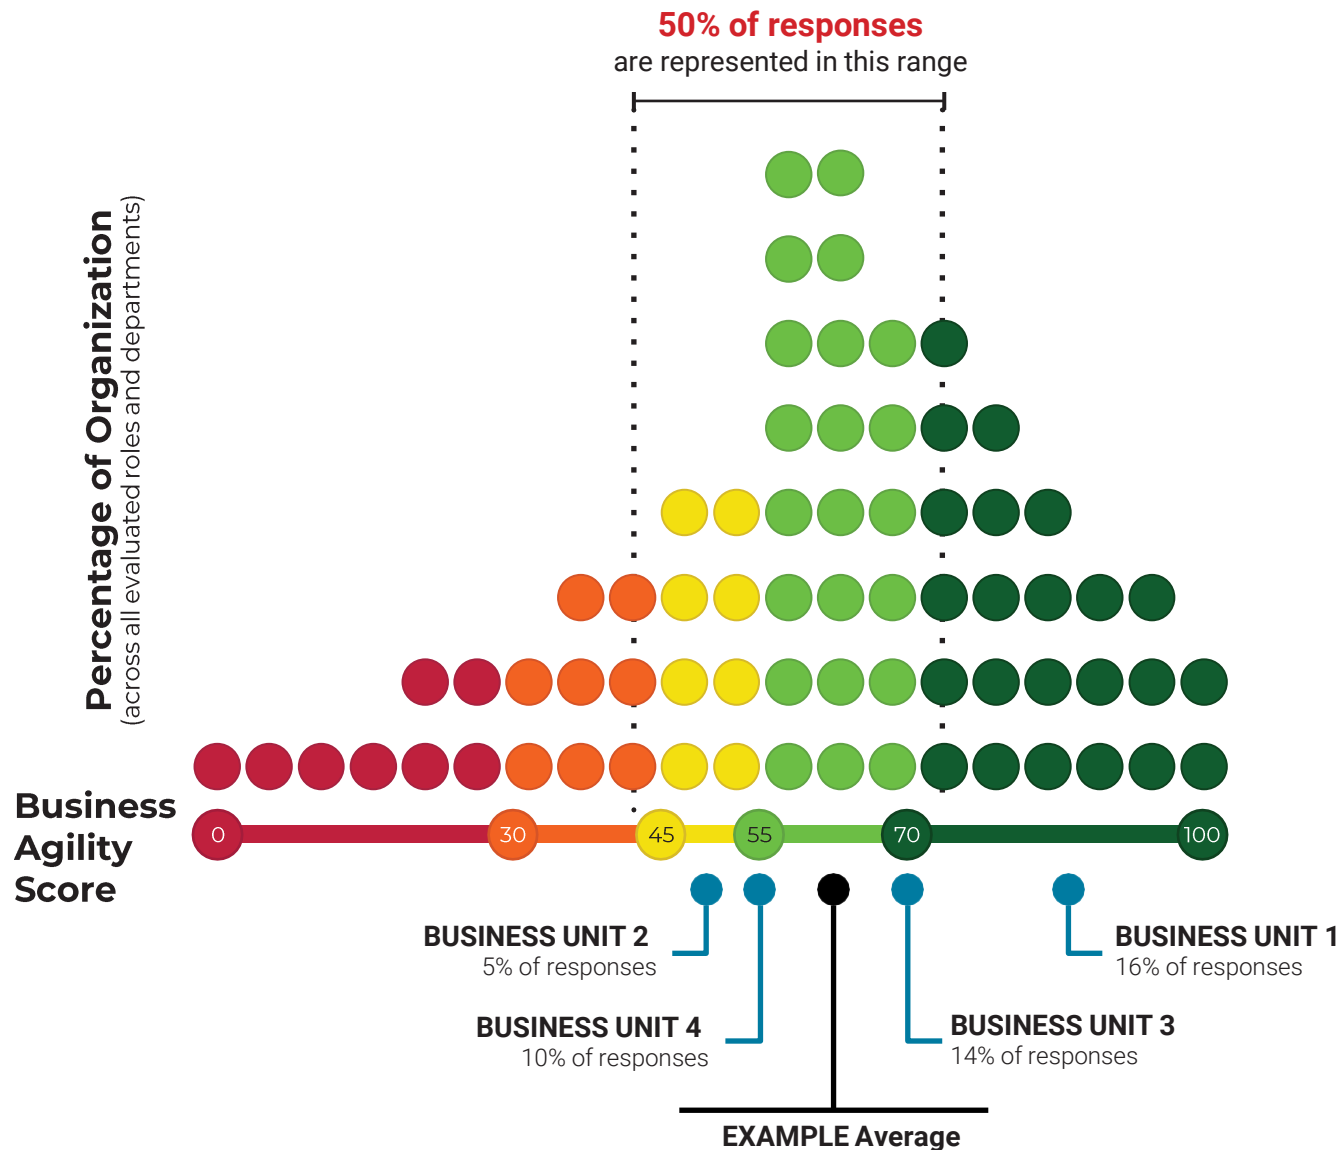 50% of responses
are represented in this range
Percentage of Organization
(across all evaluated roles and departments)
Business
Agility
Score
0
30
45
55
70
100
BUSINESS UNIT 2
5% of responses
BUSINESS UNIT 1
16% of responses
BUSINESS UNIT 4
10% of responses
BUSINESS UNIT 3
14% of responses
EXAMPLE Average